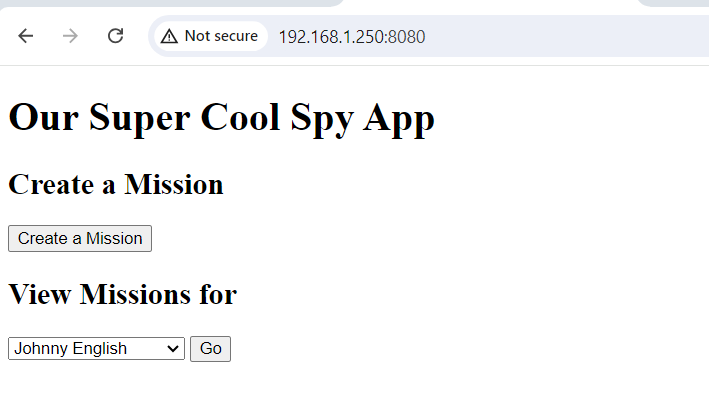 Not secure 192.168.1.250:8080
Our Super Cool Spy App
Create a Mission
Create a Mission
View Missions for
Johnny English Go